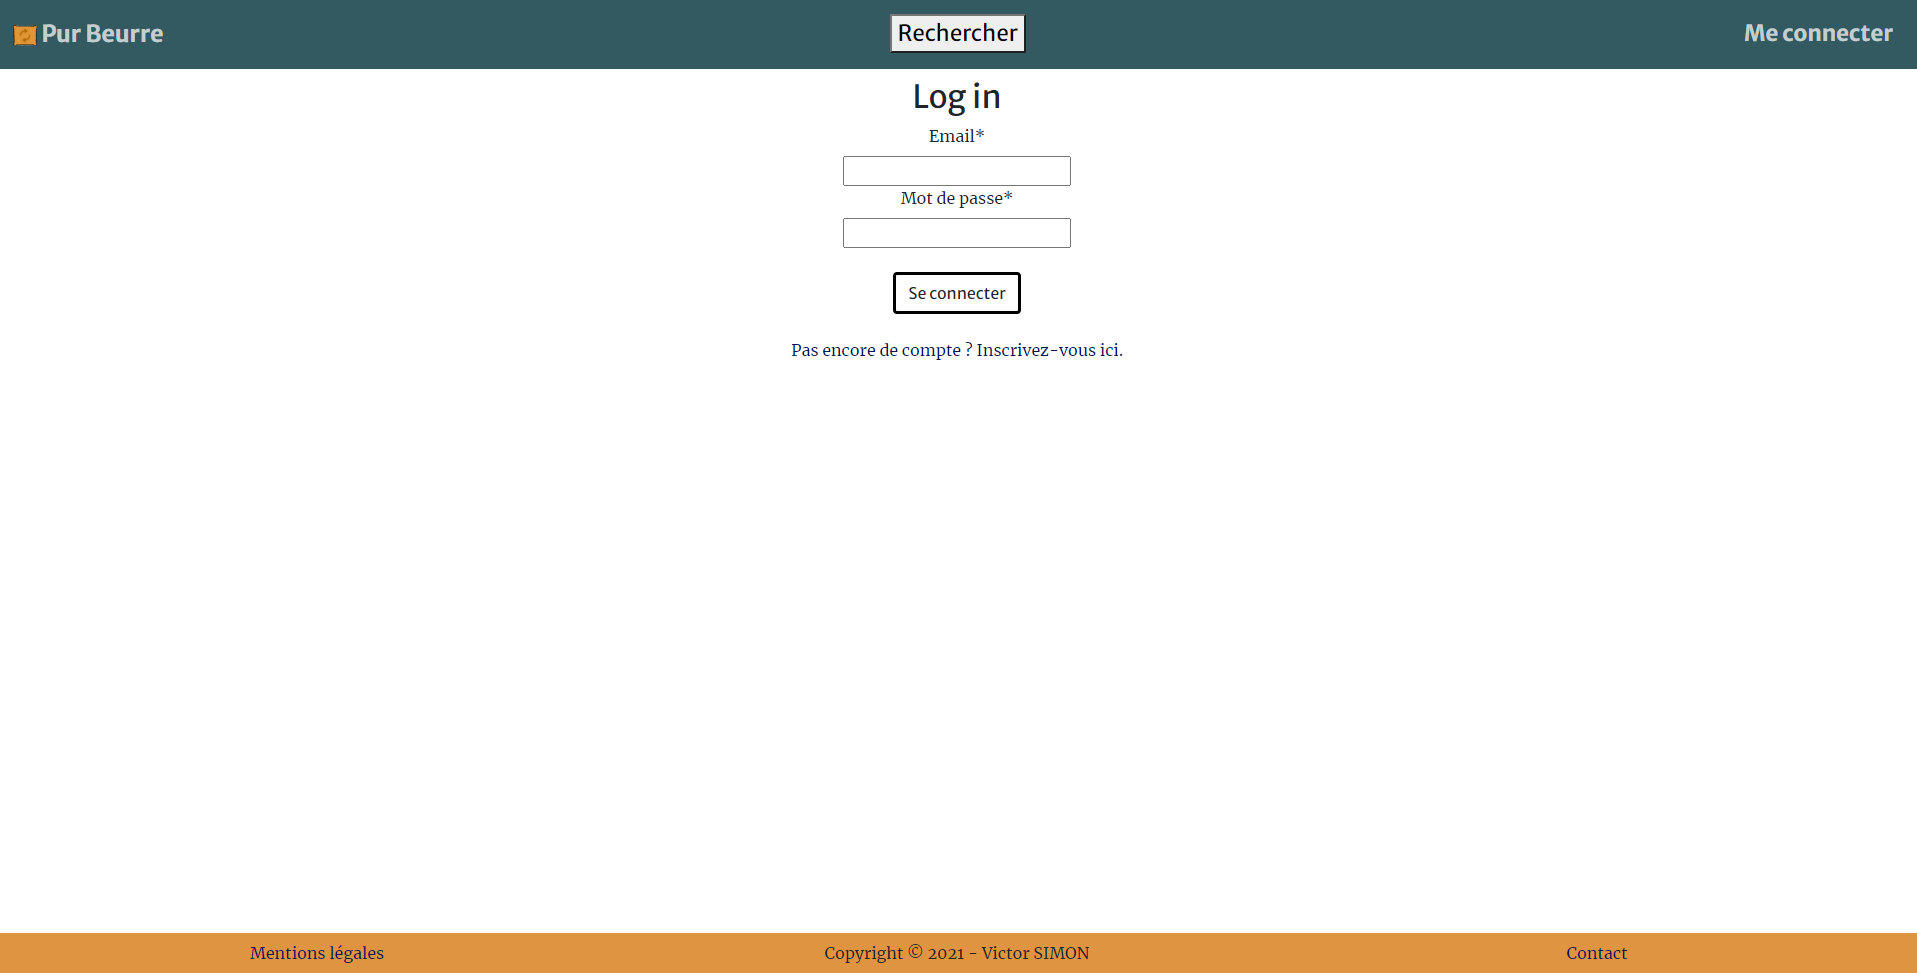 Pur Beurre
Rechercher
Me connecter
Log in
Email*
Mot de passe*
Se connecter
Pas encore de compte ? Inscrivez-vous ici.
Mentions légales
Copyright © 2021 - Victor SIMON
Contact